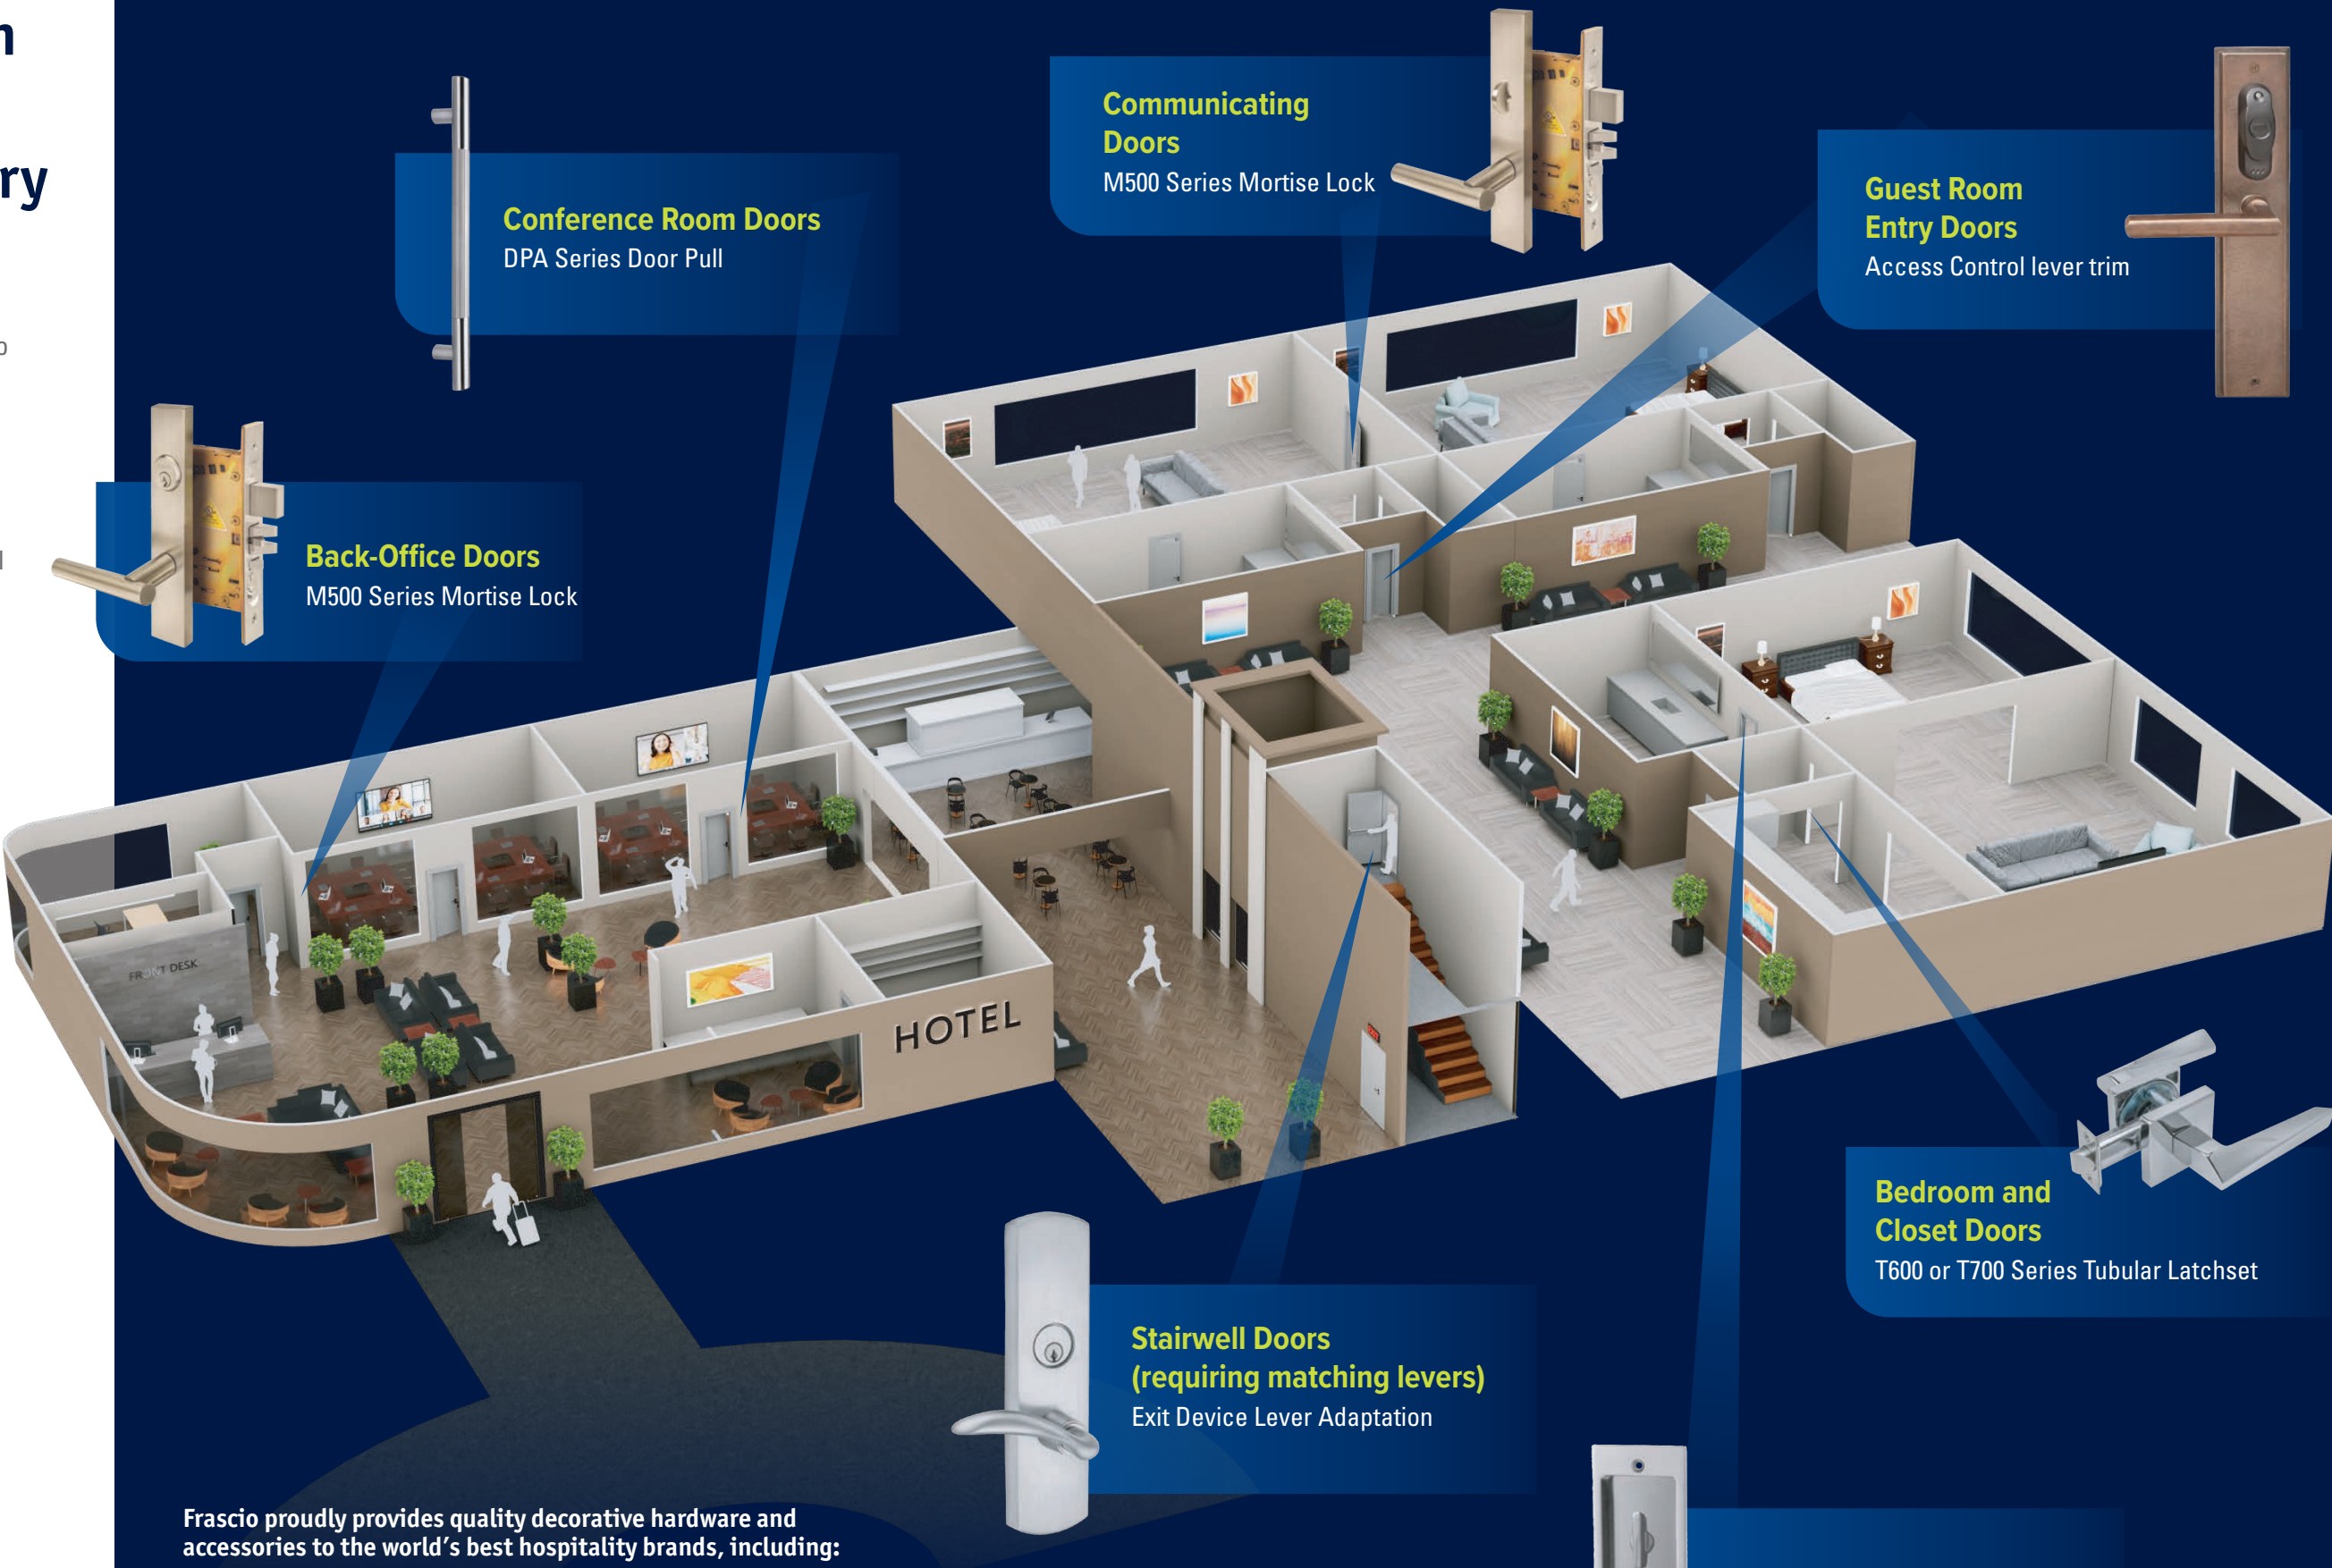 Communicating
Doors
M500 Series Mortise Lock
Guest Room
Entry Doors
Access Control lever trim
Conference Room Doors
DPA Series Door Pull
Back-Office Doors
M500 Series Mortise Lock
FRONT DESK
HOTEL
EXIT
Bedroom and
Closet Doors
T600 or T700 Series Tubular Latchset
Stairwell Doors
(requiring matching levers)
Exit Device Lever Adaptation
Frascio proudly provides quality decorative hardware and
accessories to the world's best hospitality brands, including: